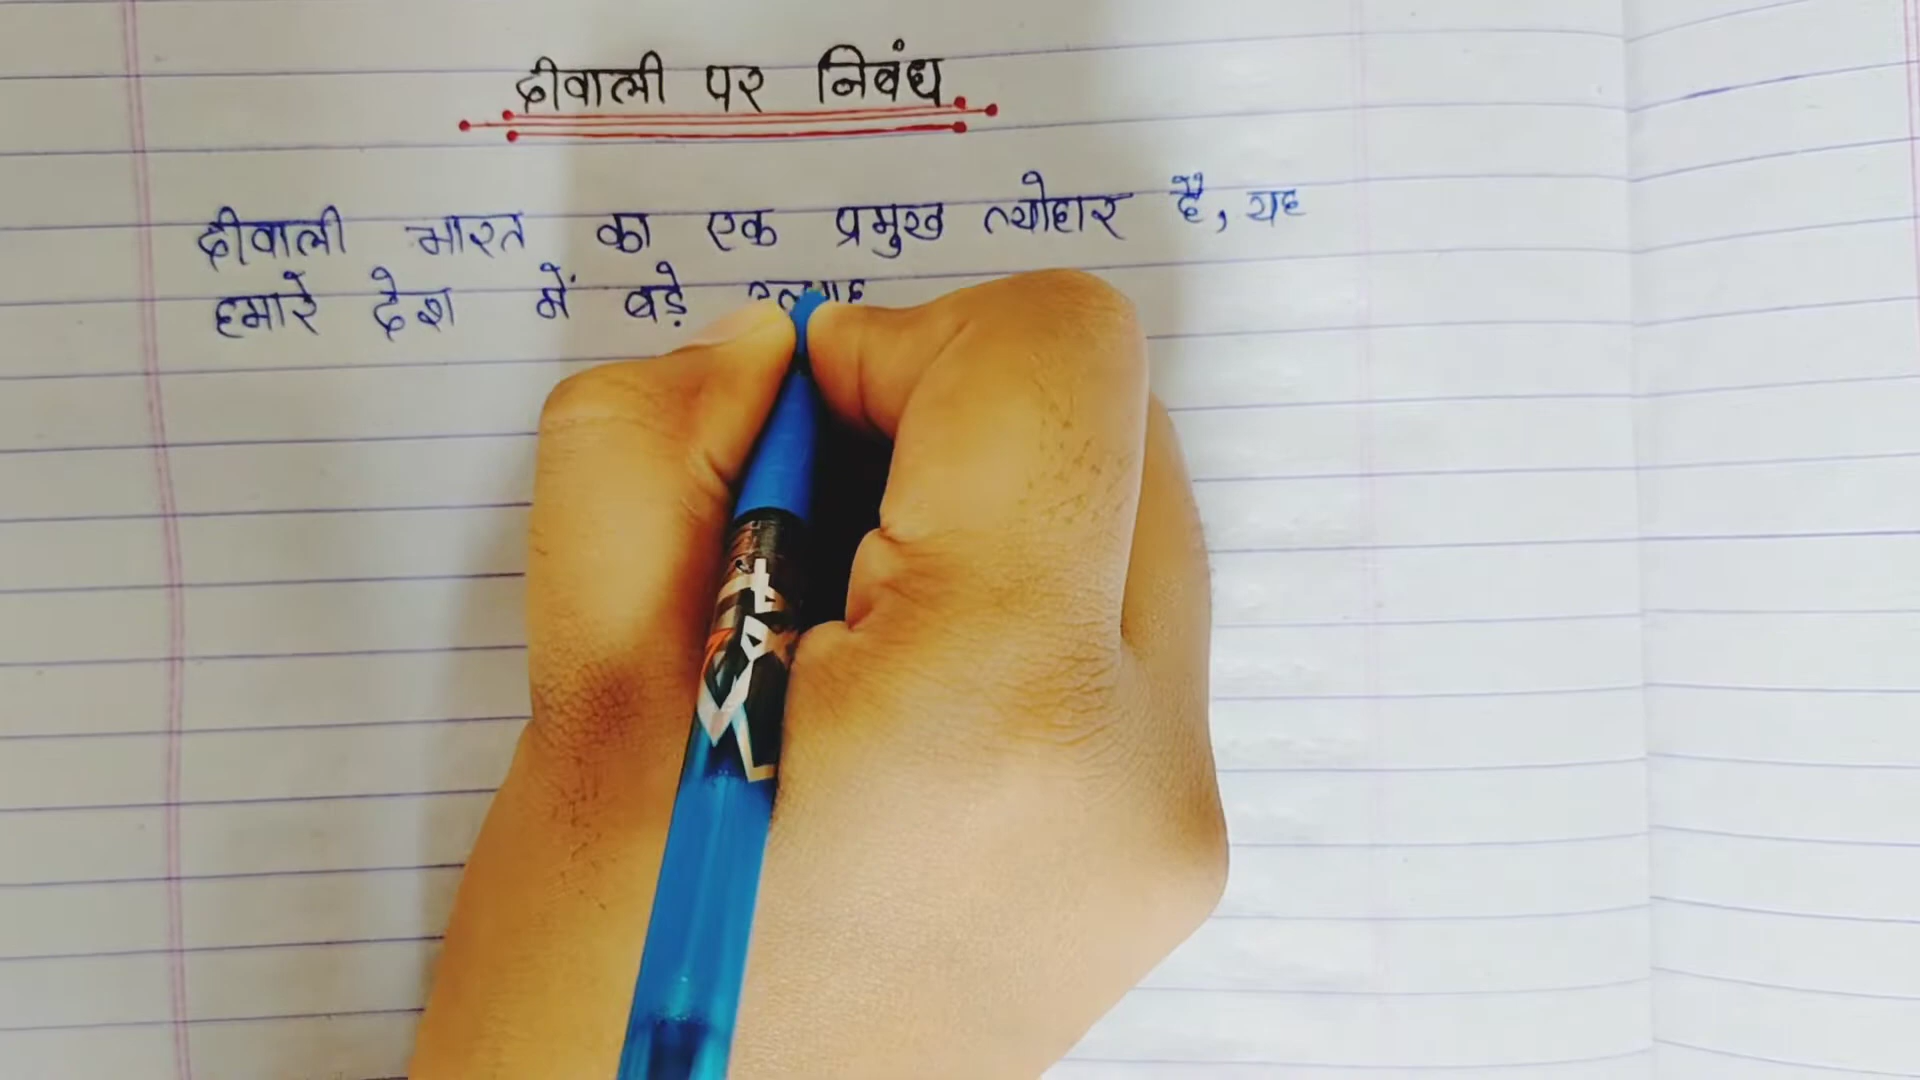 दीवाली पर निबंध
दीवाली भारत का एक प्रमुख त्योहार है, यह
हमारे देश में बड़े